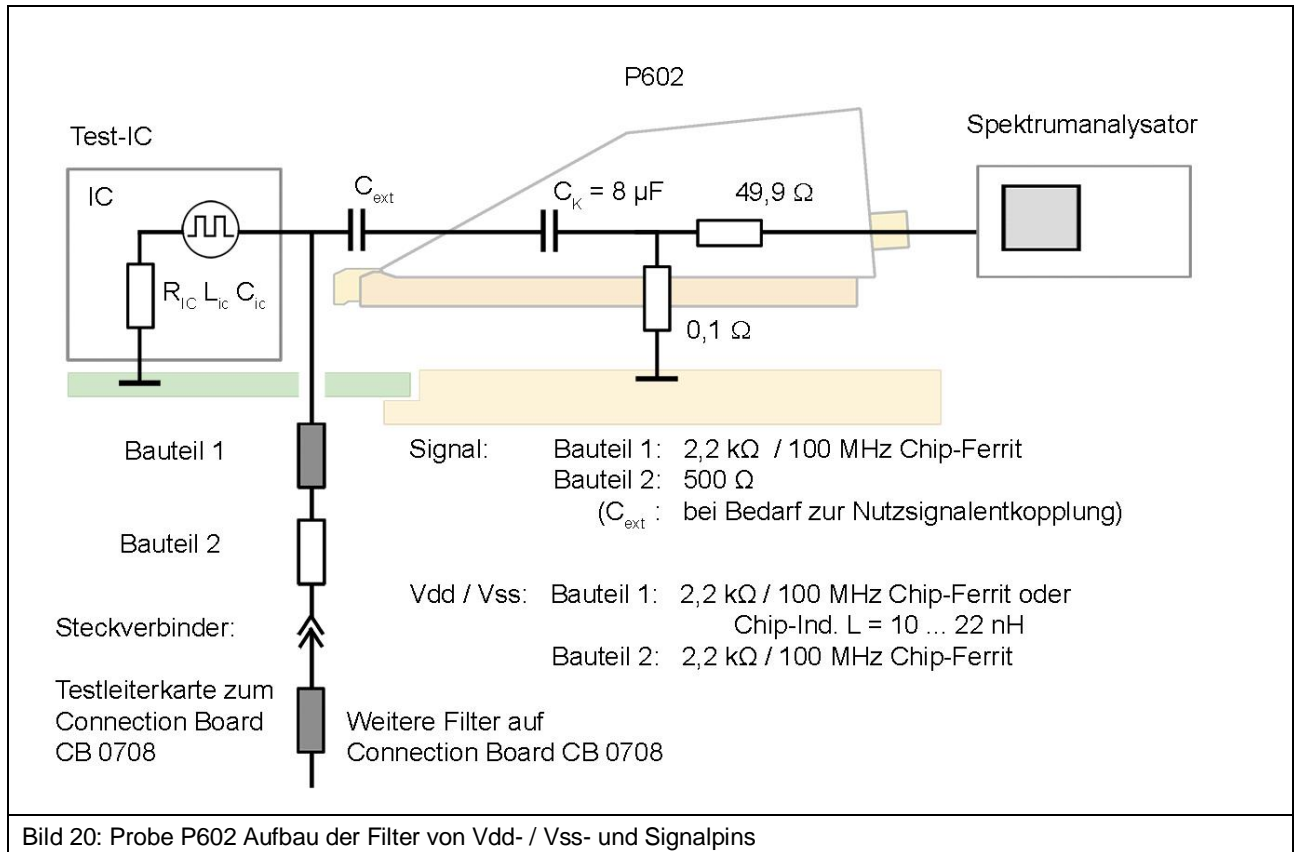 P602
Test-IC
Spektrumanalysator
IC
C_ext
C_K = 8 µF
49,9 Ω
R_IC L_ic C_ic
0,1 Ω
Bauteil 1
Signal: Bauteil 1: 2,2 kΩ / 100 MHz Chip-Ferrit
Bauteil 2: 500 Ω
(C_ext : bei Bedarf zur Nutzsignalentkopplung)
Bauteil 2
Vdd / Vss: Bauteil 1: 2,2 kΩ / 100 MHz Chip-Ferrit oder
Chip-Ind. L = 10 ... 22 nH
Bauteil 2: 2,2 kΩ / 100 MHz Chip-Ferrit
Steckverbinder:
Testleiterkarte zum
Connection Board
CB 0708
Weitere Filter auf
Connection Board CB 0708
Bild 20: Probe P602 Aufbau der Filter von Vdd- / Vss- und Signalpins